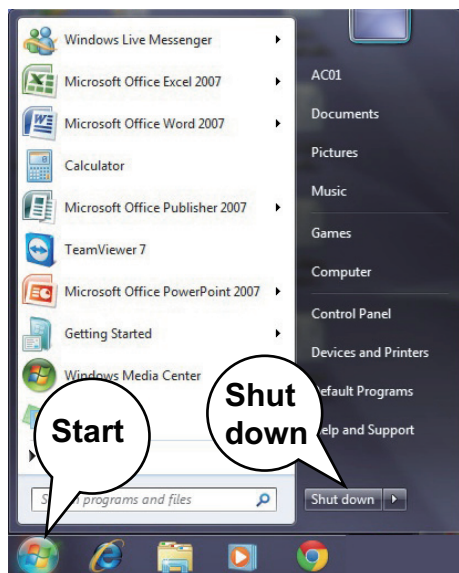 Windows Live Messenger
Microsoft Office Excel 2007
Microsoft Office Word 2007
Calculator
Microsoft Office Publisher 2007
TeamViewer 7
Microsoft Office PowerPoint 2007
Getting Started
Windows Media Center
Start
programs and files
AC01
Documents
Pictures
Music
Games
Computer
Control Panel
Devices and Printers
Default Programs
Help and Support
Shut
down
Shut down